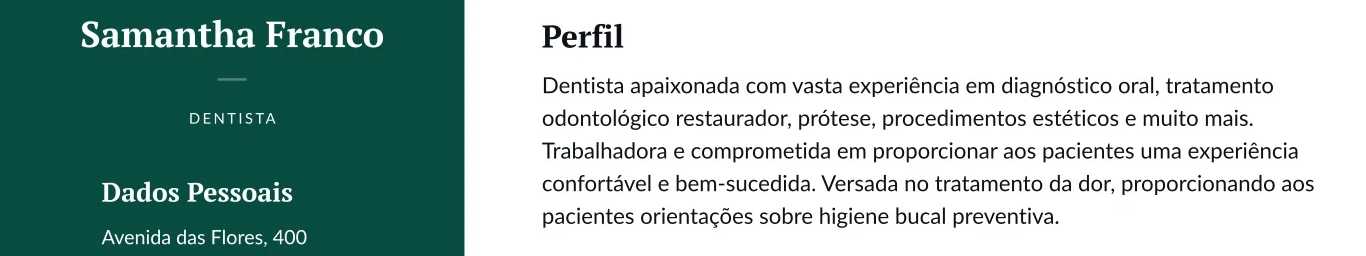 Samantha Franco
DENTISTA
Dados Pessoais
Avenida das Flores, 400
Perfil
Dentista apaixonada com vasta experiência em diagnóstico oral, tratamento
odontológico restaurador, prótese, procedimentos estéticos e muito mais.
Trabalhadora e comprometida em proporcionar aos pacientes uma experiência
confortável e bem-sucedida. Versada no tratamento da dor, proporcionando aos
pacientes orientações sobre higiene bucal preventiva.